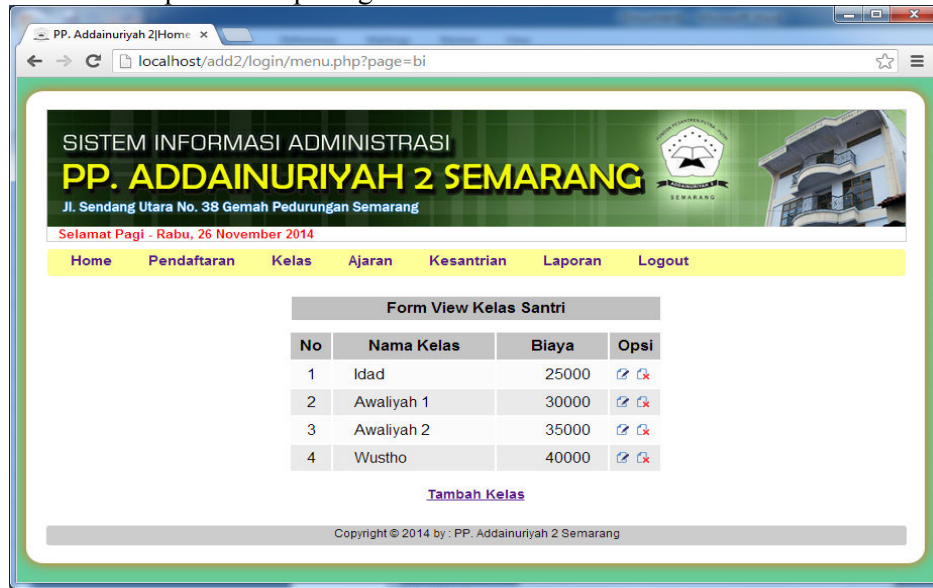 PP. Addainuriyah 2|Home
localhost/add2/login/menu.php?page=bi
SISTEM INFORMASI ADMINISTRASI
PP. ADDAINURIYAH 2 SEMARANG
Jl. Sendang Utara No. 38 Gemah Pedurungan Semarang
SEMARANG
Selamat Pagi - Rabu, 26 November 2014
Home Pendaftaran Kelas Ajaran Kesantrian Laporan Logout
Form View Kelas Santri
No Nama Kelas Biaya Opsi
1 Idad 25000
2 Awaliyah 1 30000
3 Awaliyah 2 35000
4 Wustho 40000
Tambah Kelas
Copyright © 2014 by : PP. Addainuriyah 2 Semarang